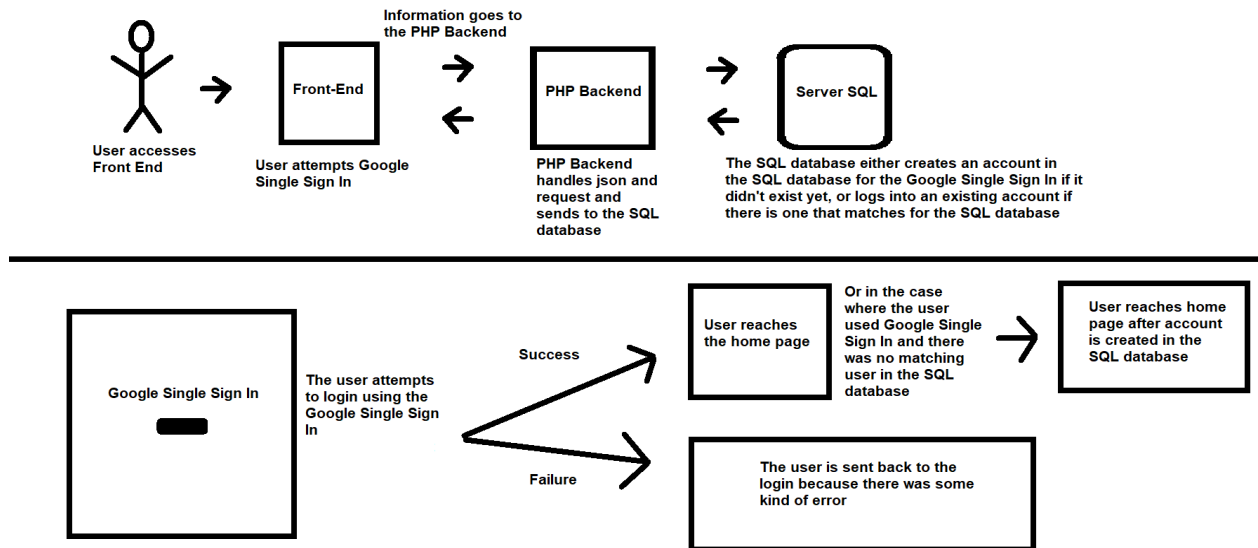 Information goes to
the PHP Backend
User accesses
Front End
Front-End
User attempts Google
Single Sign In
PHP Backend
PHP Backend
handles json and
request and
sends to the SQL
database
Server SQL
The SQL database either creates an account in
the SQL database for the Google Single Sign In if it
didn't exist yet, or logs into an existing account if
there is one that matches for the SQL database
Google Single Sign In
The user attempts
to login using the
Google Single Sign
In
Success
Failure
User reaches
the home page
Or in the case
where the user
used Google Single
Sign In and there
was no matching
user in the SQL
database
User reaches home
page after account
is created in the
SQL database
The user is sent back to the
login because there was some
kind of error